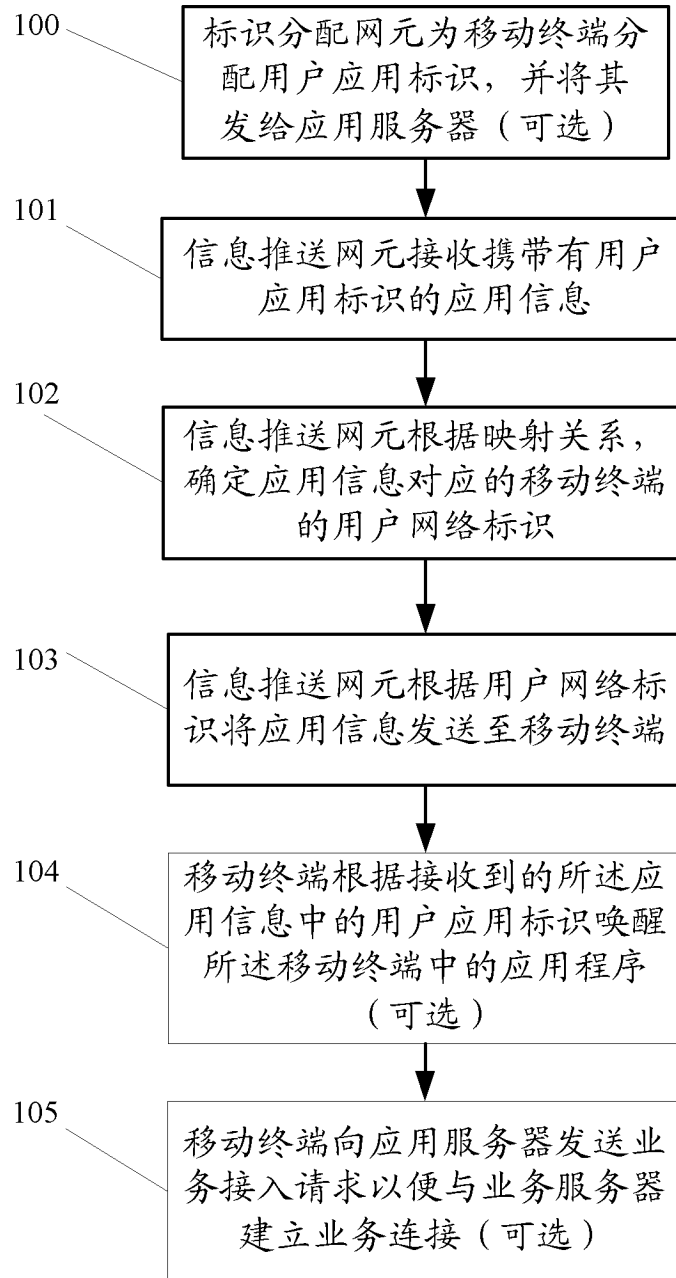 100
标识分配网元为移动终端分
配用户应用标识，并将其
发给应用服务器（可选）
101
信息推送网元接收携带有用户
应用标识的应用信息
102
信息推送网元根据映射关系，
确定应用信息对应的移动终端
的用户网络标识
103
信息推送网元根据用户网络标
识将应用信息发送至移动终端
104
移动终端根据接收到的所述应
用信息中的用户应用标识唤醒
所述移动终端中的应用程序
（可选）
105
移动终端向应用服务器发送业
务接入请求以便与业务服务器
建立业务连接（可选）